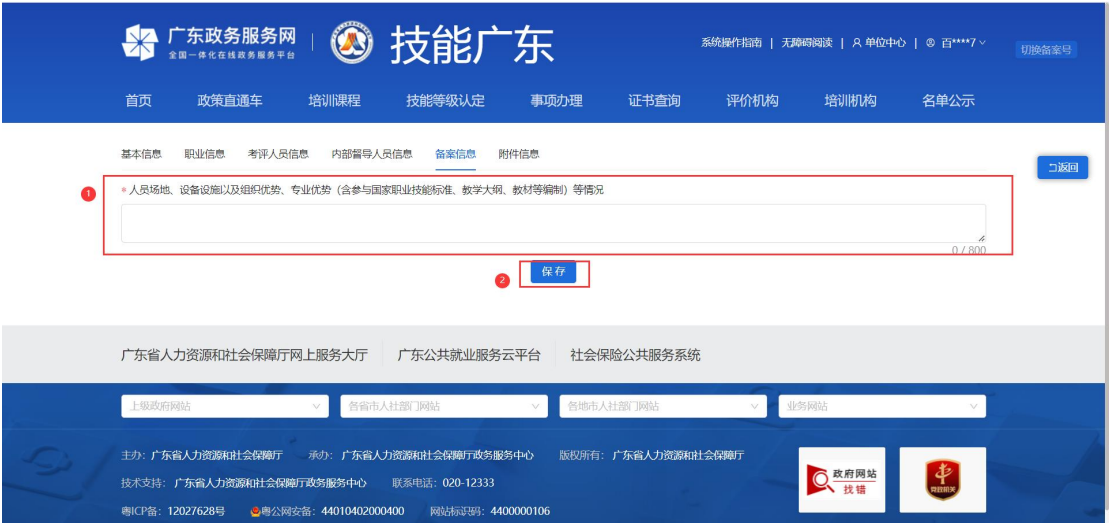 广东政务服务网
全国一体化在线政务服务平台
技能广东
系统操作指南 | 无障碍阅读 | 单位中心 | 百****7
切换备案号
首页 政策直通车 培训课程 技能等级认定 事项办理 证书查询 评价机构 培训机构 名单公示
基本信息 职业信息 考评人员信息 内部督导人员信息 备案信息 附件信息
返回
1
* 人员场地、设备设施以及组织优势、专业优势（含参与国家职业技能标准、教学大纲、教材等编制）等情况
0 / 800
2
保存
广东省人力资源和社会保障厅网上服务大厅 广东公共就业服务云平台 社会保险公共服务系统
上级政府网站 各省市人社部门网站 各地市人社部门网站 业务网站
主办：广东省人力资源和社会保障厅 承办：广东省人力资源和社会保障厅政务服务中心 版权所有：广东省人力资源和社会保障厅
技术支持：广东省人力资源和社会保障厅政务服务中心 联系电话：020-12333
粤ICP备：12027628号 粤公网安备：44010402000400 网站标识码：4400000106
政府网站
找错
党政机关